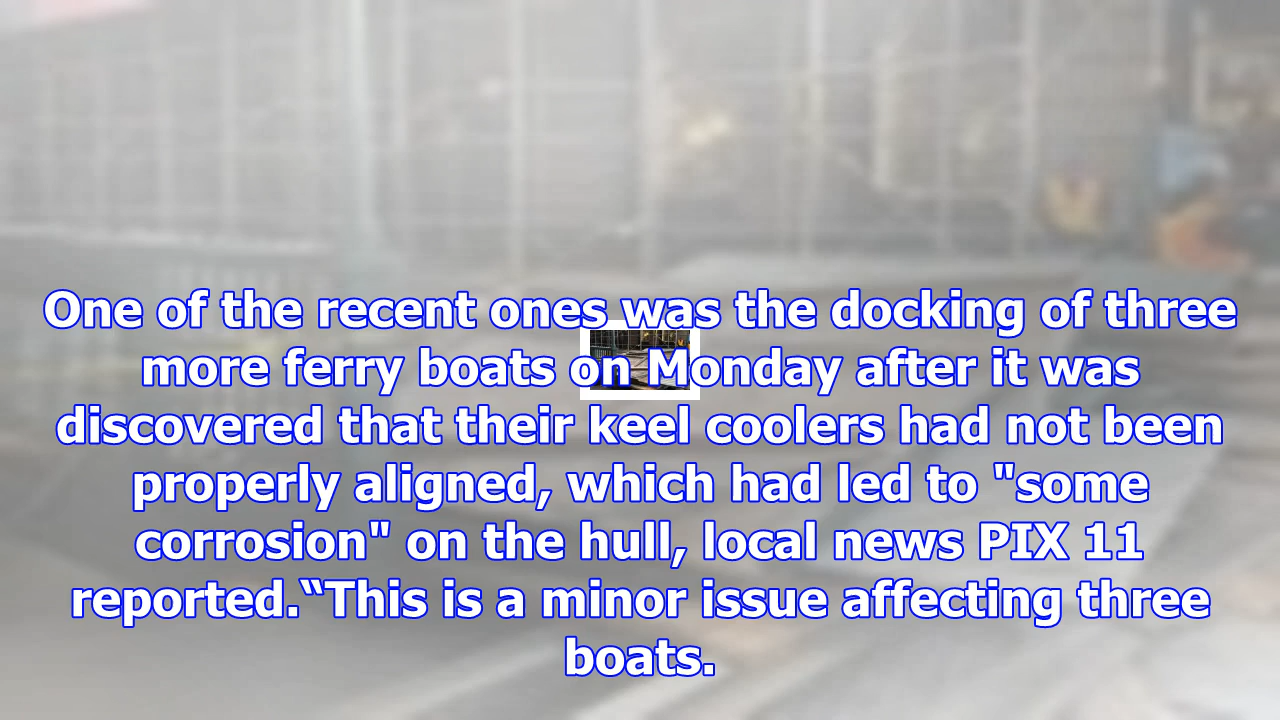 One of the recent ones was the docking of three
more ferry boats on Monday after it was
discovered that their keel coolers had not been
properly aligned, which had led to "some
corrosion" on the hull, local news PIX 11
reported.“This is a minor issue affecting three
boats.